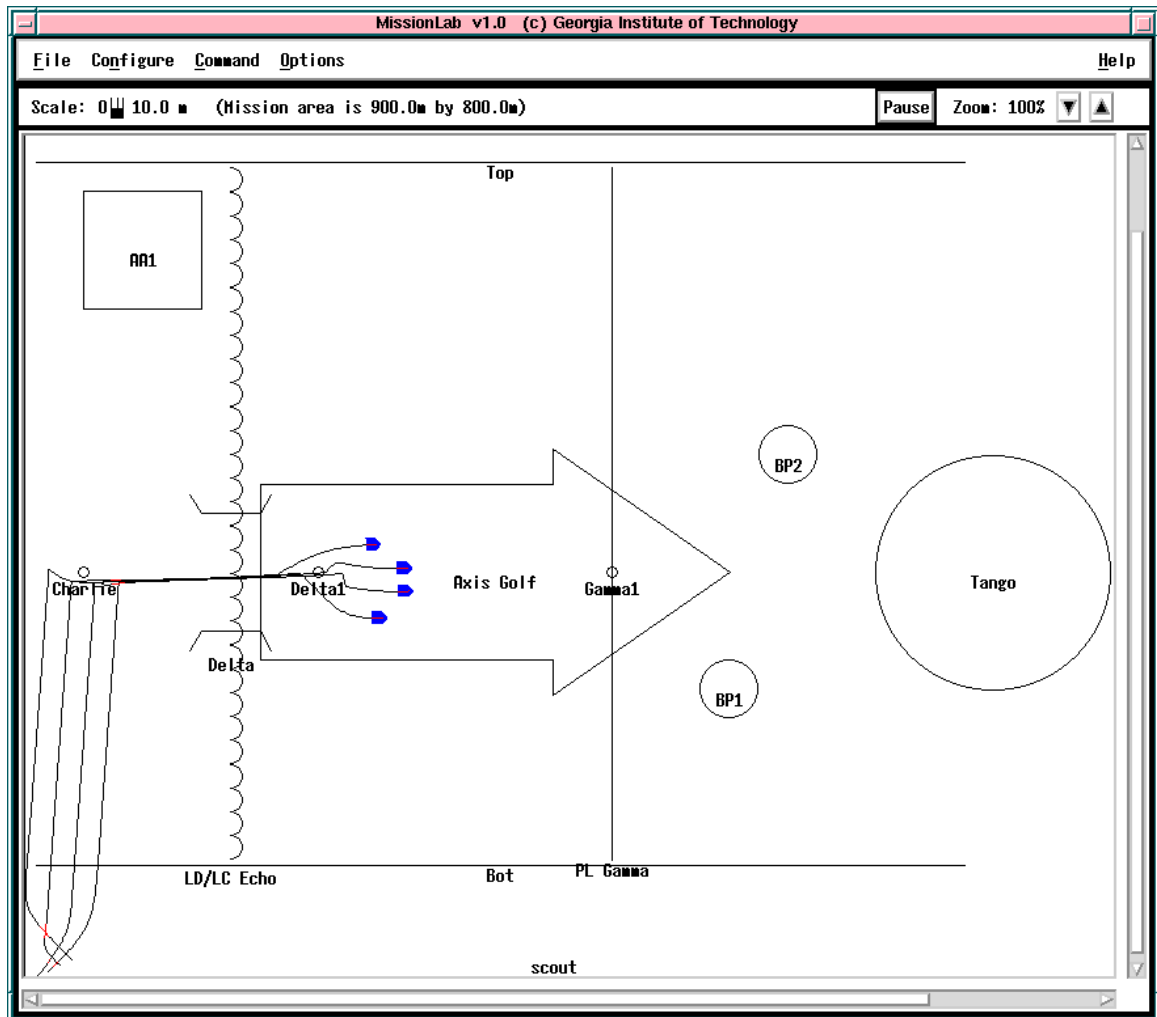 MissionLab v1.0 (c) Georgia Institute of Technology
File Configure Command Options Help
Scale: 0 10.0 m (Mission area is 900.0m by 800.0m) Pause Zoom: 100%
Top
AA1
BP2
Charlie Delta1 Axis Golf Gamma1 Tango
Delta
BP1
LD/LC Echo Bot PL Gamma
scout